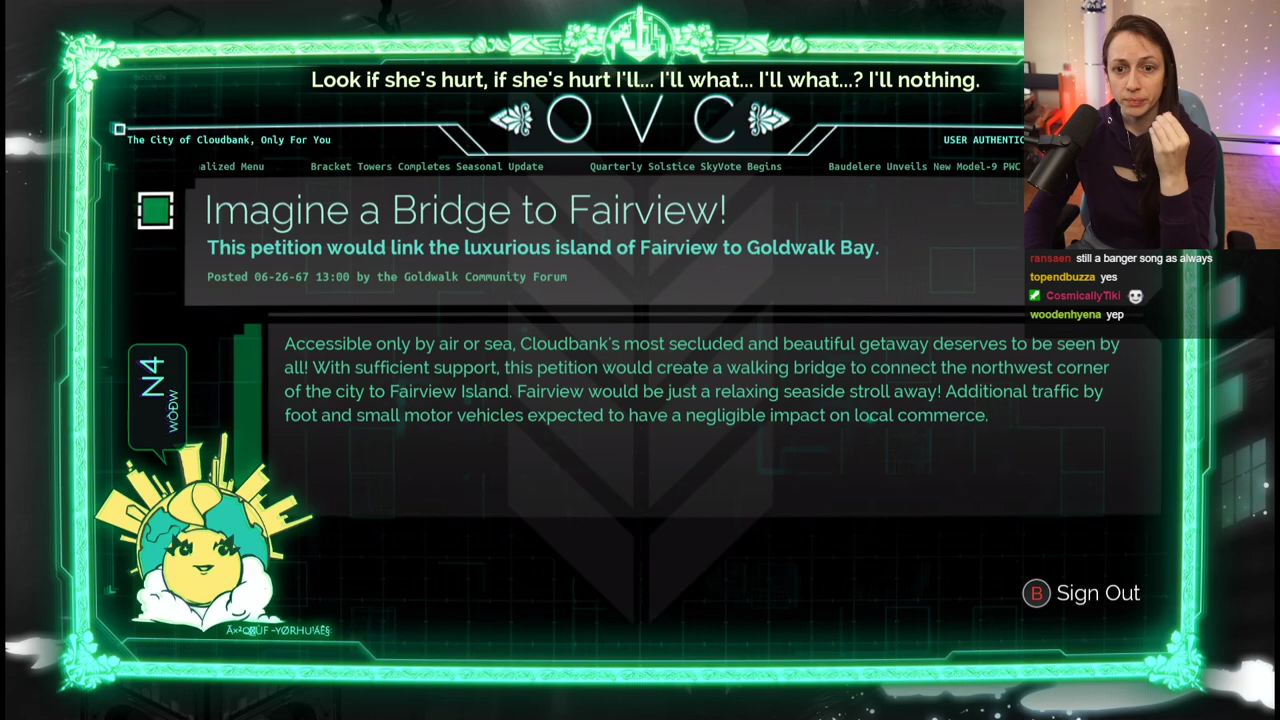 Look if she's hurt, if she's hurt I'll... I'll what... I'll what...? I'll nothing.
OVC
The City of Cloudbank, Only For You
USER AUTHENTIC
alized Menu Bracket Towers Completes Seasonal Update Quarterly Solstice SkyVote Begins Baudelere Unveils New Model-9 PWC
Imagine a Bridge to Fairview!
This petition would link the luxurious island of Fairview to Goldwalk Bay.
Posted 06-26-67 13:00 by the Goldwalk Community Forum
ransaen still a banger song as always
topendbuzza yes
CosmicallyTiki
woodenhyena yep
Accessible only by air or sea, Cloudbank's most secluded and beautiful getaway deserves to be seen by
all! With sufficient support, this petition would create a walking bridge to connect the northwest corner
of the city to Fairview Island. Fairview would be just a relaxing seaside stroll away! Additional traffic by
foot and small motor vehicles expected to have a negligible impact on local commerce.
N4
B Sign Out